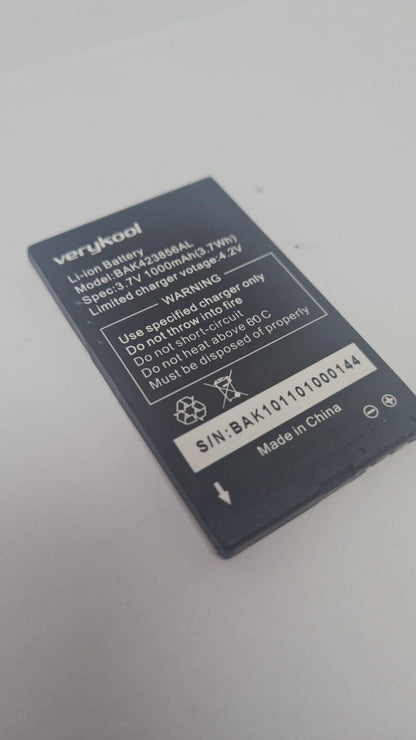 verykool
Li-ion Battery
Model:BAK423856AL
Spec:3.7V 1000mAh(3.7Wh)
Limited charger votage:4.2V
WARNING
Use specified charger only
Do not throw into fire
Do not short-circuit
Do not heat above 60C
Must be disposed of properly
S/N:BAK101101000144
Made in China